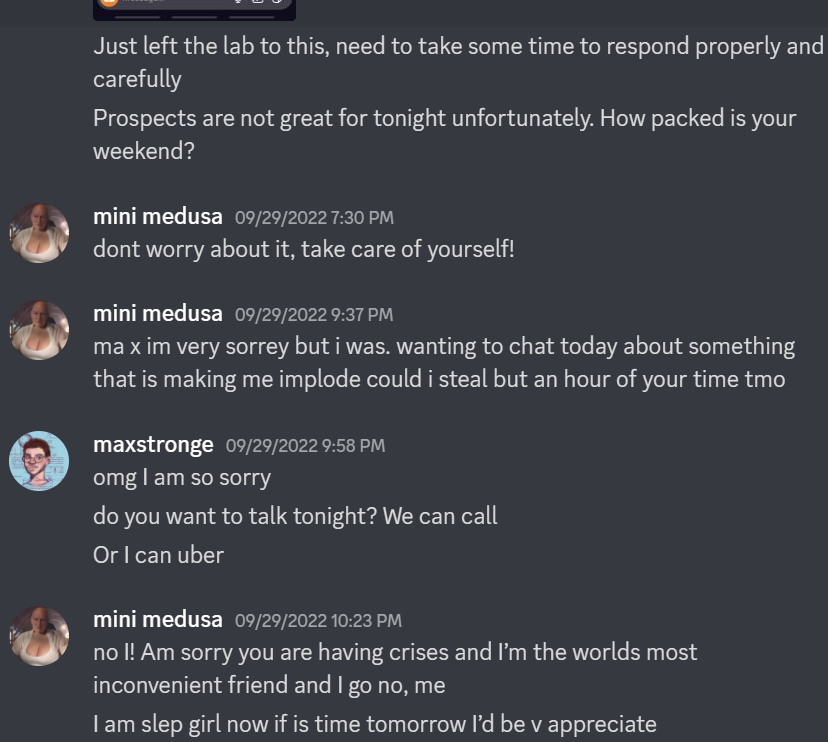 Just left the lab to this, need to take some time to respond properly and
carefully
Prospects are not great for tonight unfortunately. How packed is your
weekend?
mini medusa 09/29/2022 7:30 PM
dont worry about it, take care of yourself!
mini medusa 09/29/2022 9:37 PM
ma x im very sorrey but i was. wanting to chat today about something
that is making me implode could i steal but an hour of your time tmo
maxstronge 09/29/2022 9:58 PM
omg I am so sorry
do you want to talk tonight? We can call
Or I can uber
mini medusa 09/29/2022 10:23 PM
no I! Am sorry you are having crises and I'm the worlds most
inconvenient friend and I go no, me
I am slep girl now if is time tomorrow I'd be v appreciate